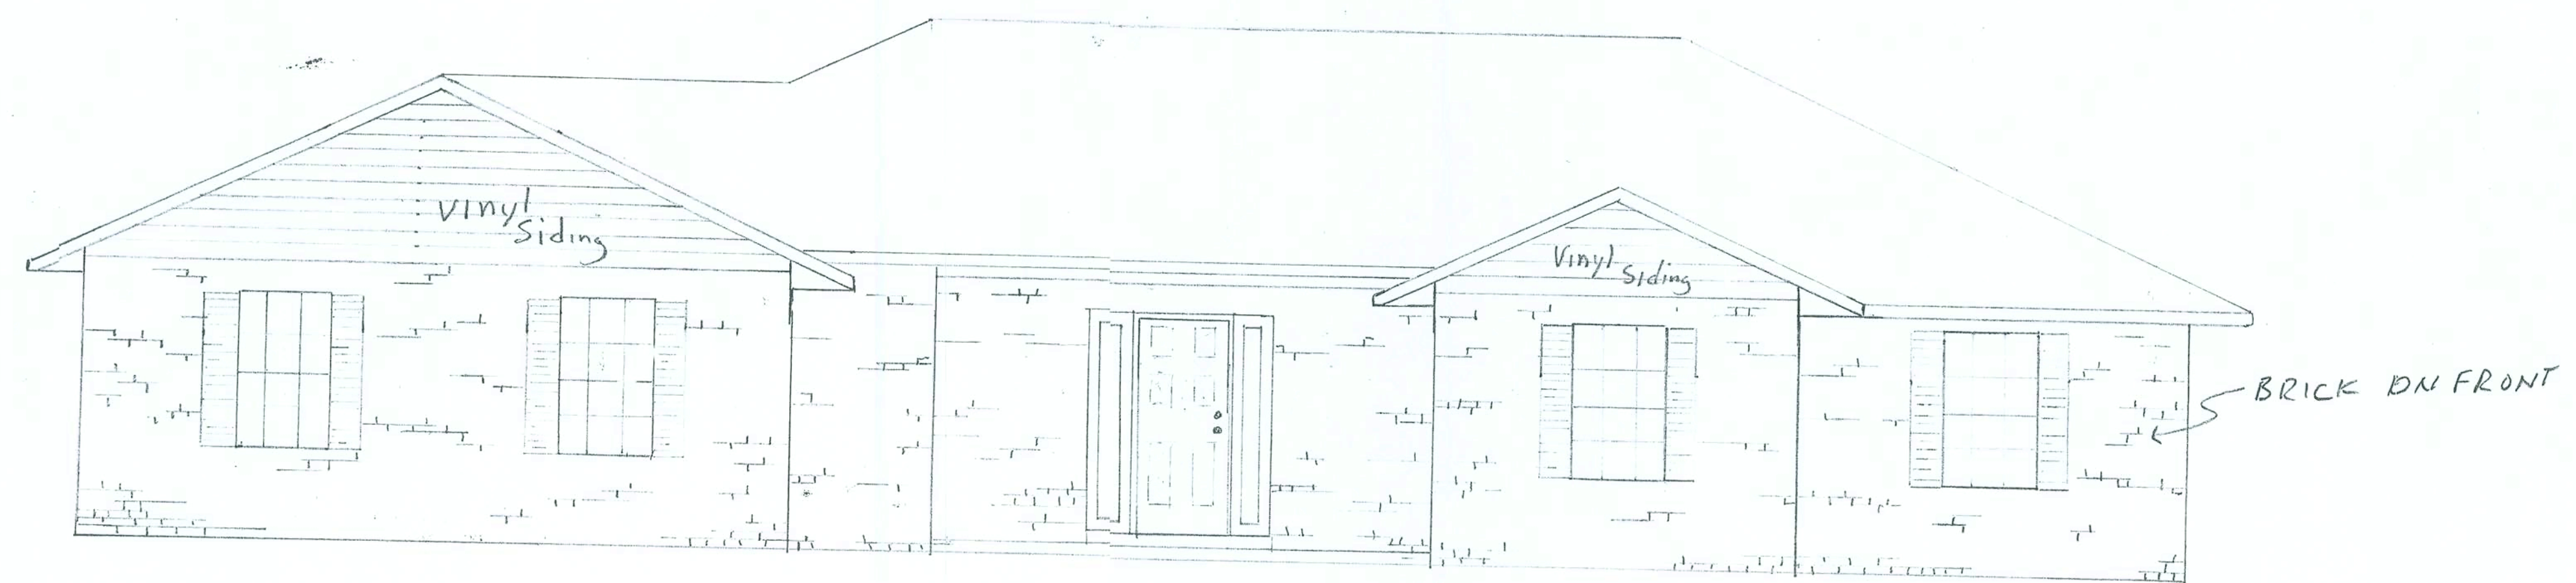 Vinyl
Siding
Vinyl
Siding
BRICK ON FRONT